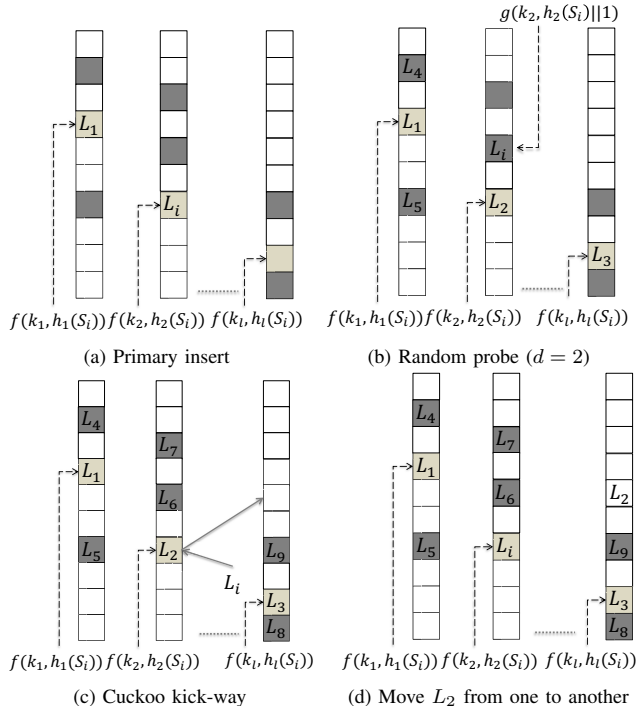 g(k₂, h₂(Sᵢ)||1)
L₁
Lᵢ
f(k₁, h₁(Sᵢ)) f(k₂, h₂(Sᵢ)) f(kₗ, hₗ(Sᵢ))
(a) Primary insert
L₄
L₁
Lᵢ
L₅
L₂
L₃
f(k₁, h₁(Sᵢ)) f(k₂, h₂(Sᵢ)) f(kₗ, hₗ(Sᵢ))
(b) Random probe (d = 2)
L₄
L₇
L₁
L₆
L₅
L₂
L₉
Lᵢ
L₃
L₈
f(k₁, h₁(Sᵢ)) f(k₂, h₂(Sᵢ)) f(kₗ, hₗ(Sᵢ))
(c) Cuckoo kick-way
L₄
L₇
L₁
L₆
L₂
L₅
Lᵢ
L₉
L₃
L₈
f(k₁, h₁(Sᵢ)) f(k₂, h₂(Sᵢ)) f(kₗ, hₗ(Sᵢ))
(d) Move L₂ from one to another